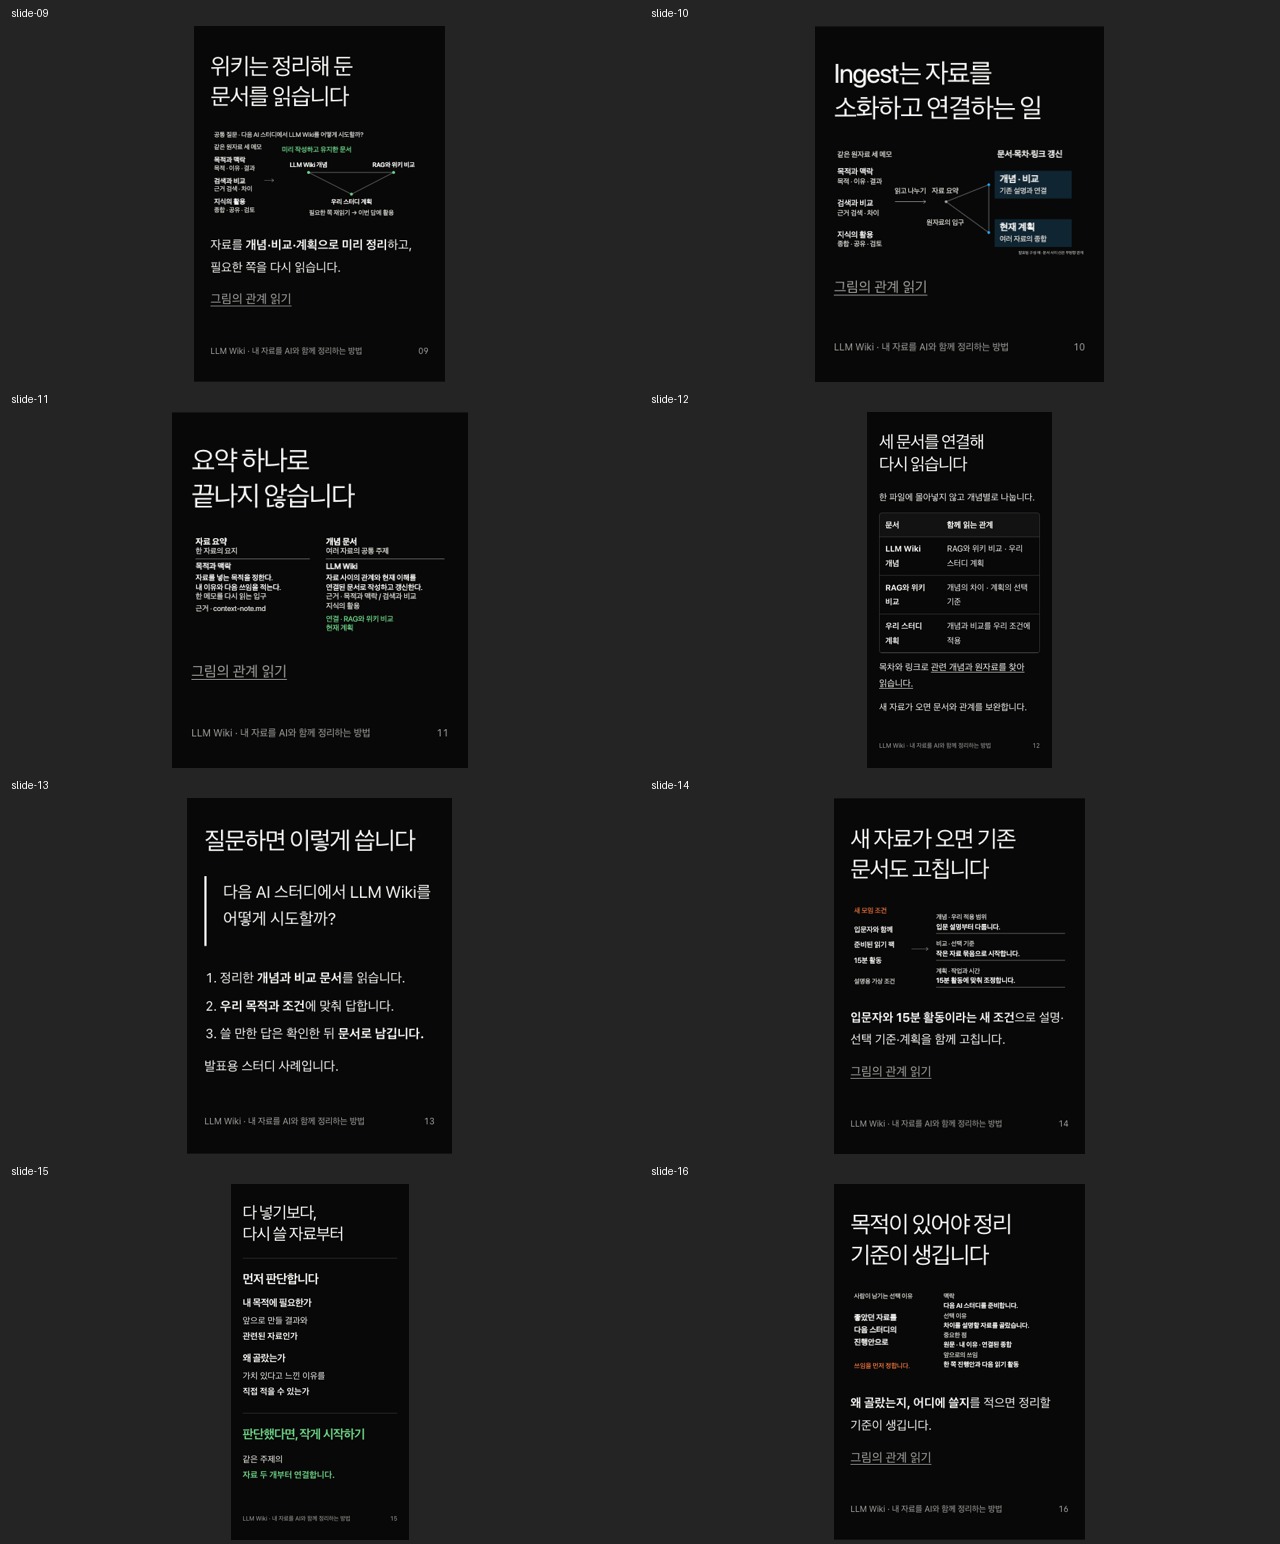 slide-09
위키는 정리해 둔
문서를 읽습니다
공통 질문 · 다음 AI 스터디에서 LLM Wiki를 어떻게 시도할까?
같은 원자료 세 메모
미리 작성하고 유지한 문서
목적과 맥락
목적 · 이유 · 결과
검색과 비교
근거 검색 · 차이
지식의 활용
종합 · 공유 · 검토
→
LLM Wiki 개념
RAG와 위키 비교
우리 스터디 계획
필요한 쪽 재읽기 → 이번 답에 활용
자료를 개념·비교·계획으로 미리 정리하고,
필요한 쪽을 다시 읽습니다.
그림의 관계 읽기
LLM Wiki · 내 자료를 AI와 함께 정리하는 방법
09
slide-10
Ingest는 자료를
소화하고 연결하는 일
같은 원자료 세 메모
목적과 맥락
목적 · 이유 · 결과
검색과 비교
근거 검색 · 차이
지식의 활용
종합 · 공유 · 검토
읽고 나누기
자료 요약
원자료의 입구
문서·목차·링크 갱신
개념 · 비교
기존 설명과 연결
현재 계획
여러 자료의 종합
그림의 관계 읽기
LLM Wiki · 내 자료를 AI와 함께 정리하는 방법
10
slide-11
요약 하나로
끝나지 않습니다
자료 요약
한 자료의 요지
목적과 맥락
자료를 넣는 목적을 정한다.
내 이유와 다음 쓰임을 적는다.
한 메모를 다시 읽는 입구
근거 · context-note.md
개념 문서
여러 자료의 공통 주제
LLM Wiki
자료 사이의 관계와 현재 이해를
연결된 문서로 작성하고 갱신한다.
근거 · 목적과 맥락 / 검색과 비교
지식의 활용
연결 · RAG와 위키 비교
현재 계획
그림의 관계 읽기
LLM Wiki · 내 자료를 AI와 함께 정리하는 방법
11
slide-12
세 문서를 연결해
다시 읽습니다
한 파일에 몰아넣지 않고 개념별로 나눕니다.
문서
함께 읽는 관계
LLM Wiki
개념
RAG와 위키 비교 · 우리
스터디 계획
RAG와 위키
비교
개념의 차이 · 계획의 선택
기준
우리 스터디
계획
개념과 비교를 우리 조건에
적용
목차와 링크로 관련 개념과 원자료를 찾아
읽습니다.
새 자료가 오면 문서와 관계를 보완합니다.
LLM Wiki · 내 자료를 AI와 함께 정리하는 방법
12
slide-13
질문하면 이렇게 씁니다
다음 AI 스터디에서 LLM Wiki를
어떻게 시도할까?
1. 정리한 개념과 비교 문서를 읽습니다.
2. 우리 목적과 조건에 맞춰 답합니다.
3. 쓸 만한 답은 확인한 뒤 문서로 남깁니다.
발표용 스터디 사례입니다.
LLM Wiki · 내 자료를 AI와 함께 정리하는 방법
13
slide-14
새 자료가 오면 기존
문서도 고칩니다
새 모임 조건
입문자와 함께
준비된 읽기 팩
15분 활동
설명용 가상 조건
개념 · 우리 적용 범위
입문 설명부터 다룹니다.
비교 · 선택 기준
작은 자료 묶음으로 시작합니다.
계획 · 작업과 시간
15분 활동에 맞춰 조정합니다.
입문자와 15분 활동이라는 새 조건으로 설명·
선택 기준·계획을 함께 고칩니다.
그림의 관계 읽기
LLM Wiki · 내 자료를 AI와 함께 정리하는 방법
14
slide-15
다 넣기보다,
다시 쓸 자료부터
먼저 판단합니다
내 목적에 필요한가
앞으로 만들 결과와
관련된 자료인가
왜 골랐는가
가치 있다고 느낀 이유를
직접 적을 수 있는가
판단했다면, 작게 시작하기
같은 주제의
자료 두 개부터 연결합니다.
LLM Wiki · 내 자료를 AI와 함께 정리하는 방법
15
slide-16
목적이 있어야 정리
기준이 생깁니다
사람이 남기는 선택 이유
좋았던 자료를
다음 스터디의
진행안으로
쓰임을 먼저 정합니다.
맥락
다음 AI 스터디를 준비합니다.
선택 이유
차이를 설명할 자료를 골랐습니다.
중요한 점
원문 · 내 이유 · 연결된 종합
앞으로의 쓰임
한 쪽 진행안과 다음 읽기 활동
왜 골랐는지, 어디에 쓸지를 적으면 정리할
기준이 생깁니다.
그림의 관계 읽기
LLM Wiki · 내 자료를 AI와 함께 정리하는 방법
16